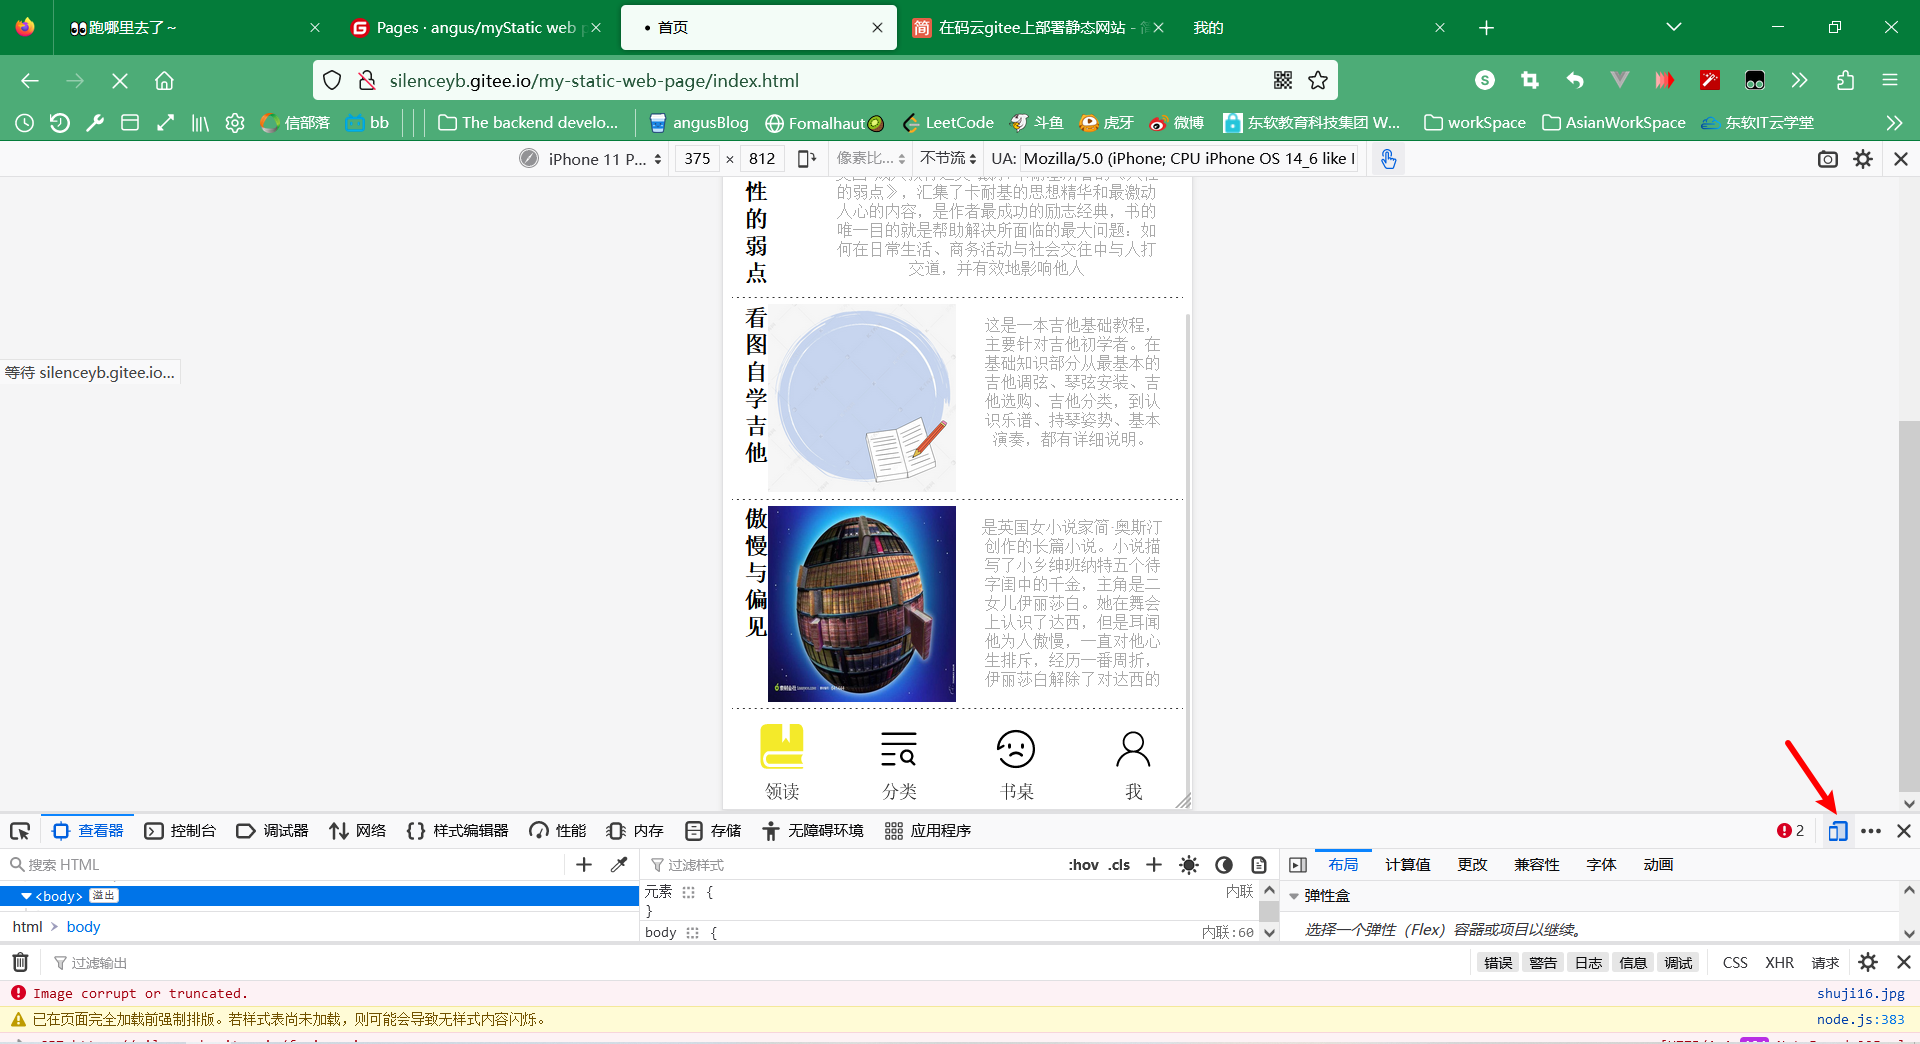 跑哪里去了~
Pages · angus/myStatic web p
• 首页
简 在码云gitee上部署静态网站 - 简
我的
silenceyb.gitee.io/my-static-web-page/index.html
信部落
bb
The backend develo...
angusBlog
Fomalhaut
LeetCode
斗鱼
虎牙
微博
东软教育科技集团 W...
workSpace
AsianWorkSpace
东软IT云学堂
iPhone 11 P...
375 × 812
像素比...
不节流
UA: Mozilla/5.0 (iPhone; CPU iPhone OS 14_6 like
性的弱点
的弱点》，汇集了卡耐基的思想精华和最激动
人心的内容，是作者最成功的励志经典，书的
唯一目的就是帮助解决所面临的最大问题：如
何在日常生活、商务活动与社会交往中与人打
交道，并有效地影响他人
看图自学吉他
这是一本吉他基础教程，
主要针对吉他初学者。在
基础知识部分从最基本的
吉他调弦、琴弦安装、吉
他选购、吉他分类，到认
识乐谱、持琴姿势、基本
演奏，都有详细说明。
等待 silenceyb.gitee.io...
傲慢与偏见
是英国女小说家简·奥斯汀
创作的长篇小说。小说描
写了小乡绅班纳特五个待
字闺中的千金，主角是二
女儿伊丽莎白。她在舞会
上认识了达西，但是耳闻
他为人傲慢，一直对他心
生排斥，经历一番周折，
伊丽莎白解除了对达西的
领读
分类
书桌
我
查看器
控制台
调试器
网络
样式编辑器
性能
内存
存储
无障碍环境
应用程序
2
搜索 HTML
过滤样式
:hov .cls
布局
计算值
更改
兼容性
字体
动画
<body> 溢出
元素 {
内联
}
弹性盒
html > body
body {
内联:60
选择一个弹性（Flex）容器或项目以继续。
过滤输出
错误
警告
日志
信息
调试
CSS
XHR
请求
Image corrupt or truncated.
shuji16.jpg
已在页面完全加载前强制排版。若样式表尚未加载，则可能会导致无样式内容闪烁。
node.js:383